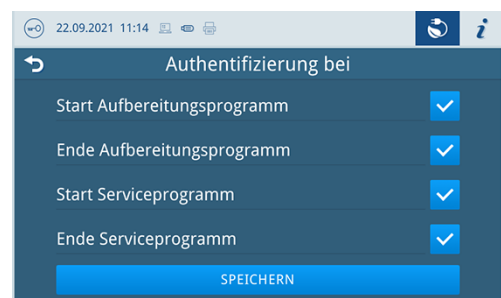 22.09.2021 11:14
i
Authentifizierung bei
Start Aufbereitungsprogramm
Ende Aufbereitungsprogramm
Start Serviceprogramm
Ende Serviceprogramm
SPEICHERN